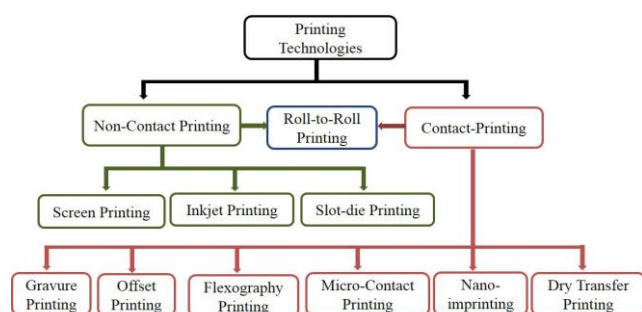 Printing
Technologies
Non-Contact Printing
Roll-to-Roll
Printing
Contact-Printing
Screen Printing
Inkjet Printing
Slot-die Printing
Gravure
Printing
Offset
Printing
Flexography
Printing
Micro-Contact
Printing
Nano-
imprinting
Dry Transfer
Printing